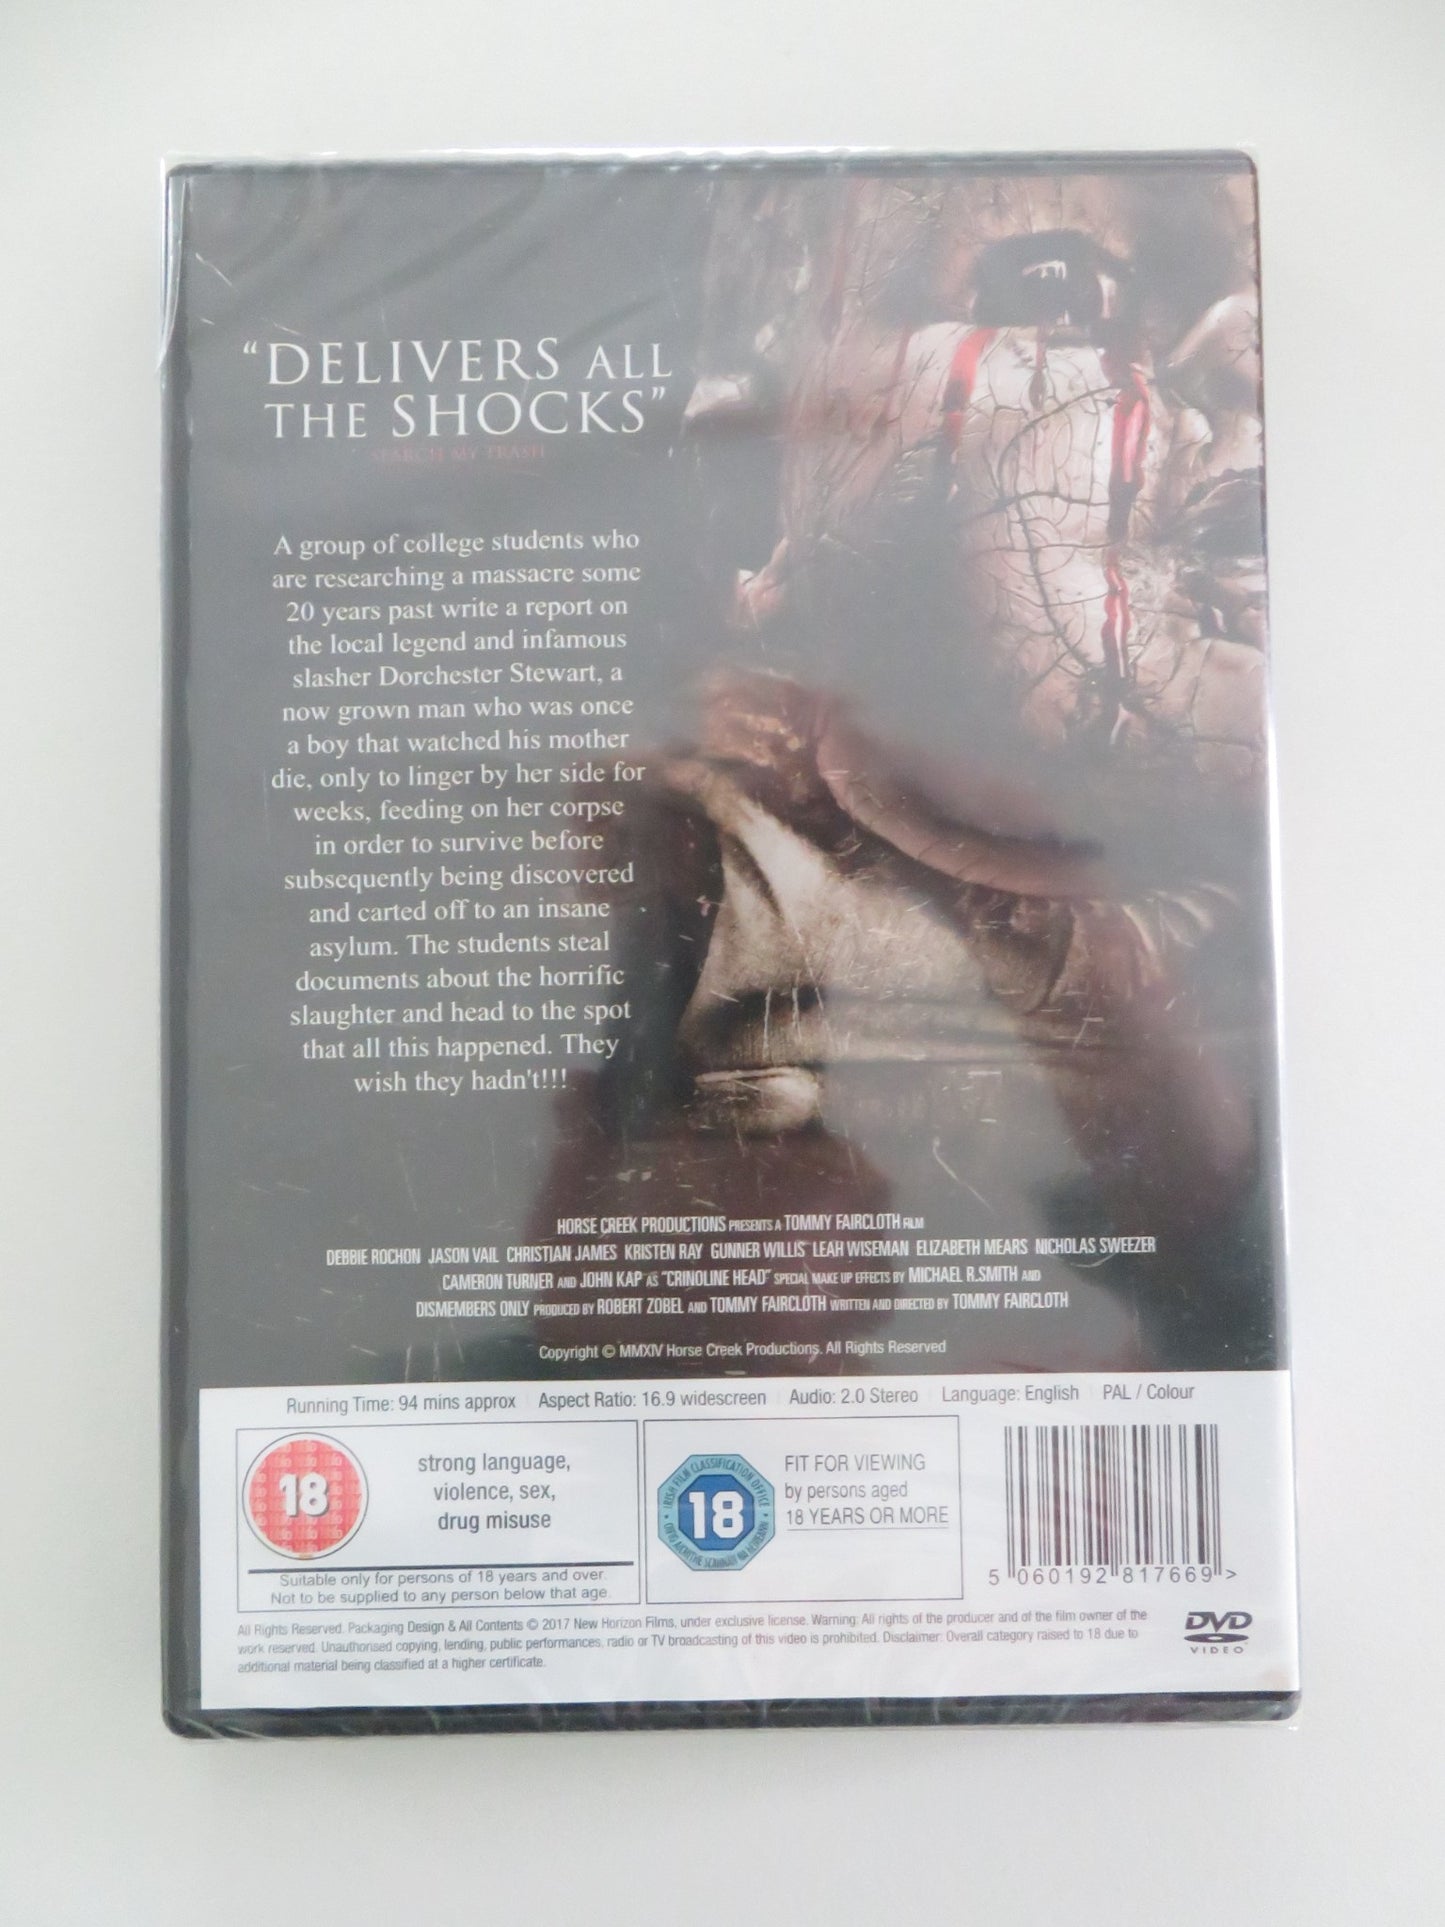 “DELIVERS ALL
THE SHOCKS”
SEARCH MY TRASH
A group of college students who
are researching a massacre some
20 years past write a report on
the local legend and infamous
slasher Dorchester Stewart, a
now grown man who was once
a boy that watched his mother
die, only to linger by her side for
weeks, feeding on her corpse
in order to survive before
subsequently being discovered
and carted off to an insane
asylum. The students steal
documents about the horrific
slaughter and head to the spot
that all this happened. They
wish they hadn't!!!
HORSE CREEK PRODUCTIONS PRESENTS A TOMMY FAIRCLOTH FILM
DEBBIE ROCHON JASON VAIL CHRISTIAN JAMES KRISTEN RAY GUNNER WILLIS LEAH WISEMAN ELIZABETH MEARS NICHOLAS SWEEZER
CAMERON TURNER AND JOHN KAP AS "CRINOLINE HEAD" SPECIAL MAKE UP EFFECTS BY MICHAEL R.SMITH AND
DISMEMBERS ONLY PRODUCED BY ROBERT ZOBEL AND TOMMY FAIRCLOTH WRITTEN AND DIRECTED BY TOMMY FAIRCLOTH
Copyright © MMXIV Horse Creek Productions. All Rights Reserved
Running Time: 94 mins approx Aspect Ratio: 16.9 widescreen Audio: 2.0 Stereo Language: English PAL / Colour
18
strong language,
violence, sex,
drug misuse
Suitable only for persons of 18 years and over.
Not to be supplied to any person below that age.
IRISH FILM CLASSIFICATION OFFICE
18
FIT FOR VIEWING
by persons aged
18 YEARS OR MORE
5 060192 817669 >
All Rights Reserved. Packaging Design & All Contents © 2017 New Horizon Films, under exclusive license. Warning: All rights of the producer and of the film owner of the
work reserved. Unauthorised copying, lending, public performances, radio or TV broadcasting of this video is prohibited. Disclaimer: Overall category raised to 18 due to
additional material being classified at a higher certificate.
DVD
VIDEO